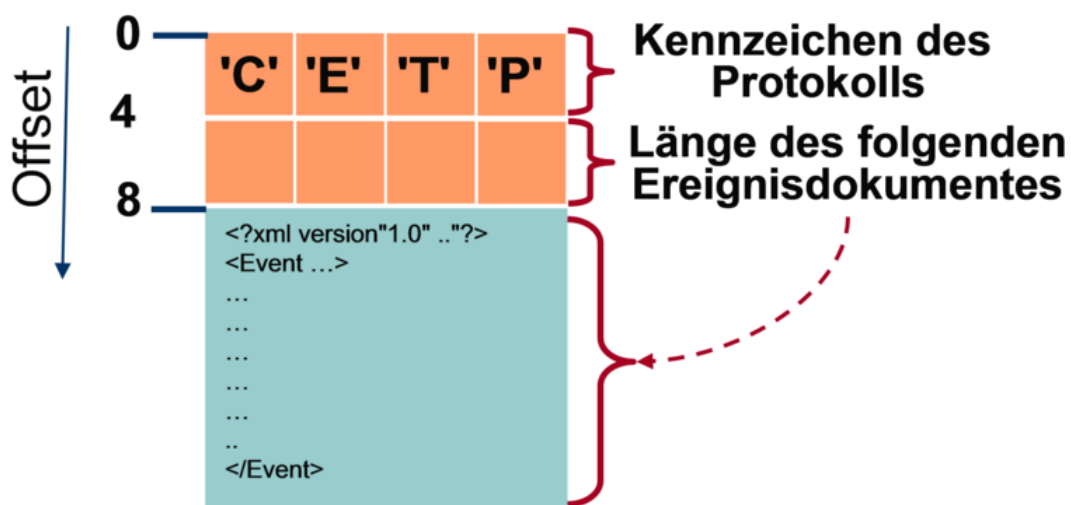 0
'C' 'E' 'T' 'P'
Kennzeichen des
Protokolls
Offset
4
Länge des folgenden
Ereignisdokumentes
8
<?xml version"1.0" .."?>
<Event …>
…
…
…
…
…
..
</Event>